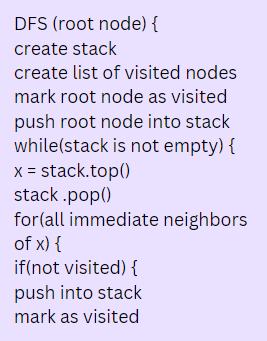 DFS (root node) {
create stack
create list of visited nodes
mark root node as visited
push root node into stack
while(stack is not empty) {
x = stack.top()
stack .pop()
for(all immediate neighbors
of x) {
if(not visited) {
push into stack
mark as visited